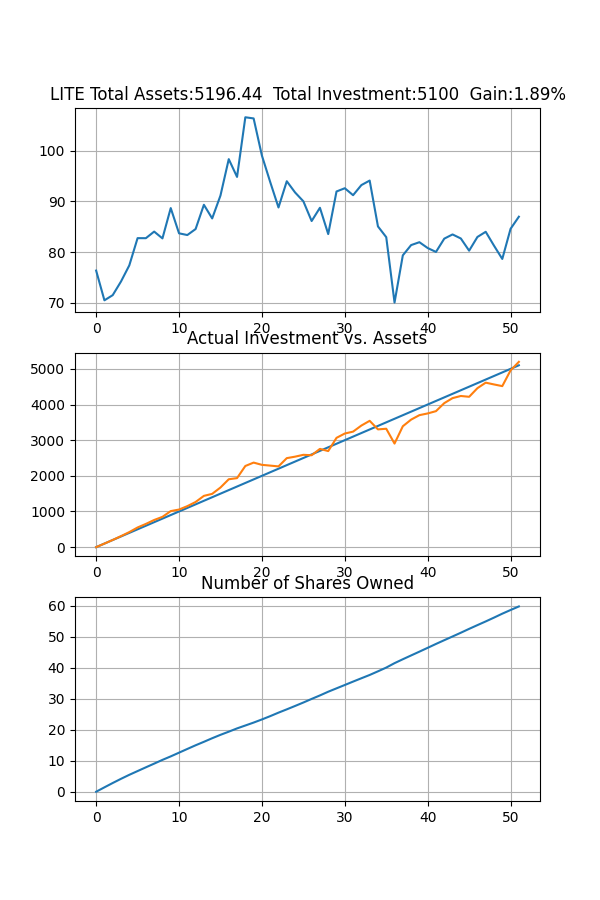 LITE Total Assets:5196.44  Total Investment:5100  Gain:1.89%
100
90
80
70
0 10 20 30 40 50
Actual Investment vs. Assets
5000
4000
3000
2000
1000
0
0 10 20 30 40 50
Number of Shares Owned
60
50
40
30
20
10
0
0 10 20 30 40 50